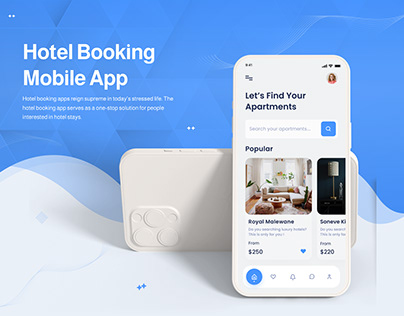 Hotel Booking
Mobile App
Hotel booking apps reign supreme in today's stressed life. The
hotel booking app serves as a one-stop solution for people
interested in hotel stays.
9:41
Let's Find Your
Apartments
Search your apartments...
Popular
Royal Malewane
Do you searching luxury hotels?
This is only for you !
From
$250
Soneve Ki
Do you searching
This is only for
From
$220